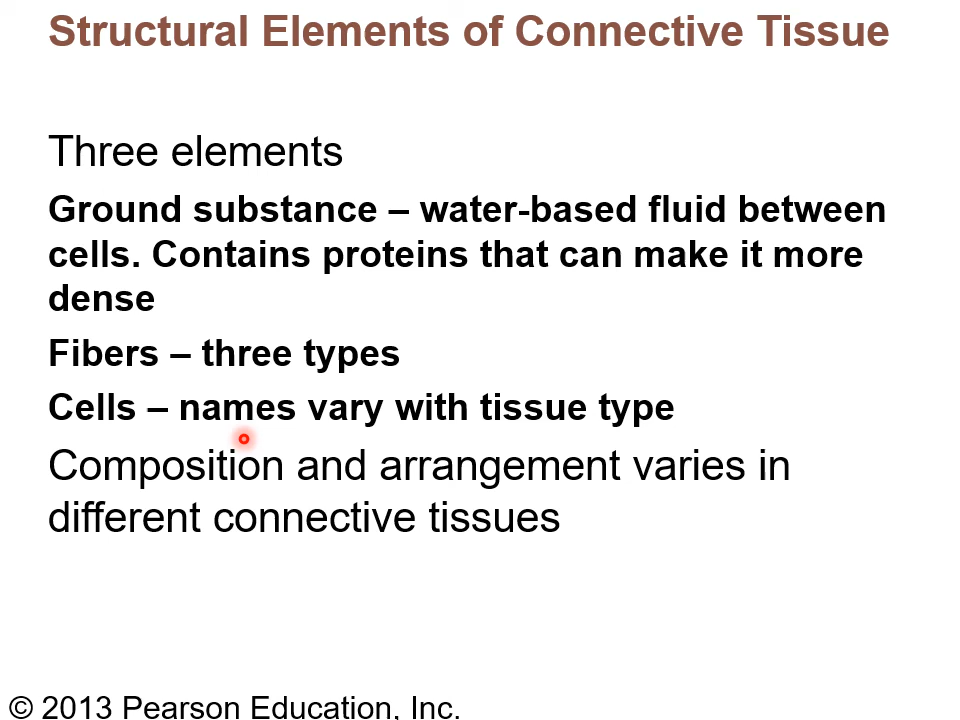 Structural Elements of Connective Tissue
Three elements
Ground substance – water-based fluid between
cells. Contains proteins that can make it more
dense
Fibers – three types
Cells – names vary with tissue type
Composition and arrangement varies in
different connective tissues
© 2013 Pearson Education, Inc.